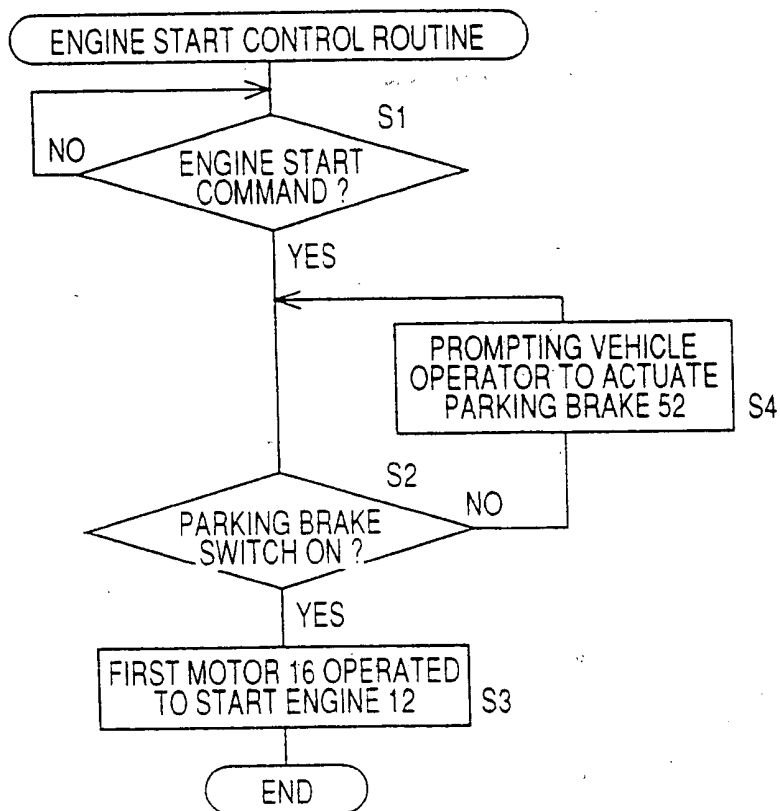 ENGINE START CONTROL ROUTINE
S1
NO
ENGINE START
COMMAND ?
YES
PROMPTING VEHICLE
OPERATOR TO ACTUATE
PARKING BRAKE 52
S4
S2
NO
PARKING BRAKE
SWITCH ON ?
YES
FIRST MOTOR 16 OPERATED
TO START ENGINE 12
S3
END